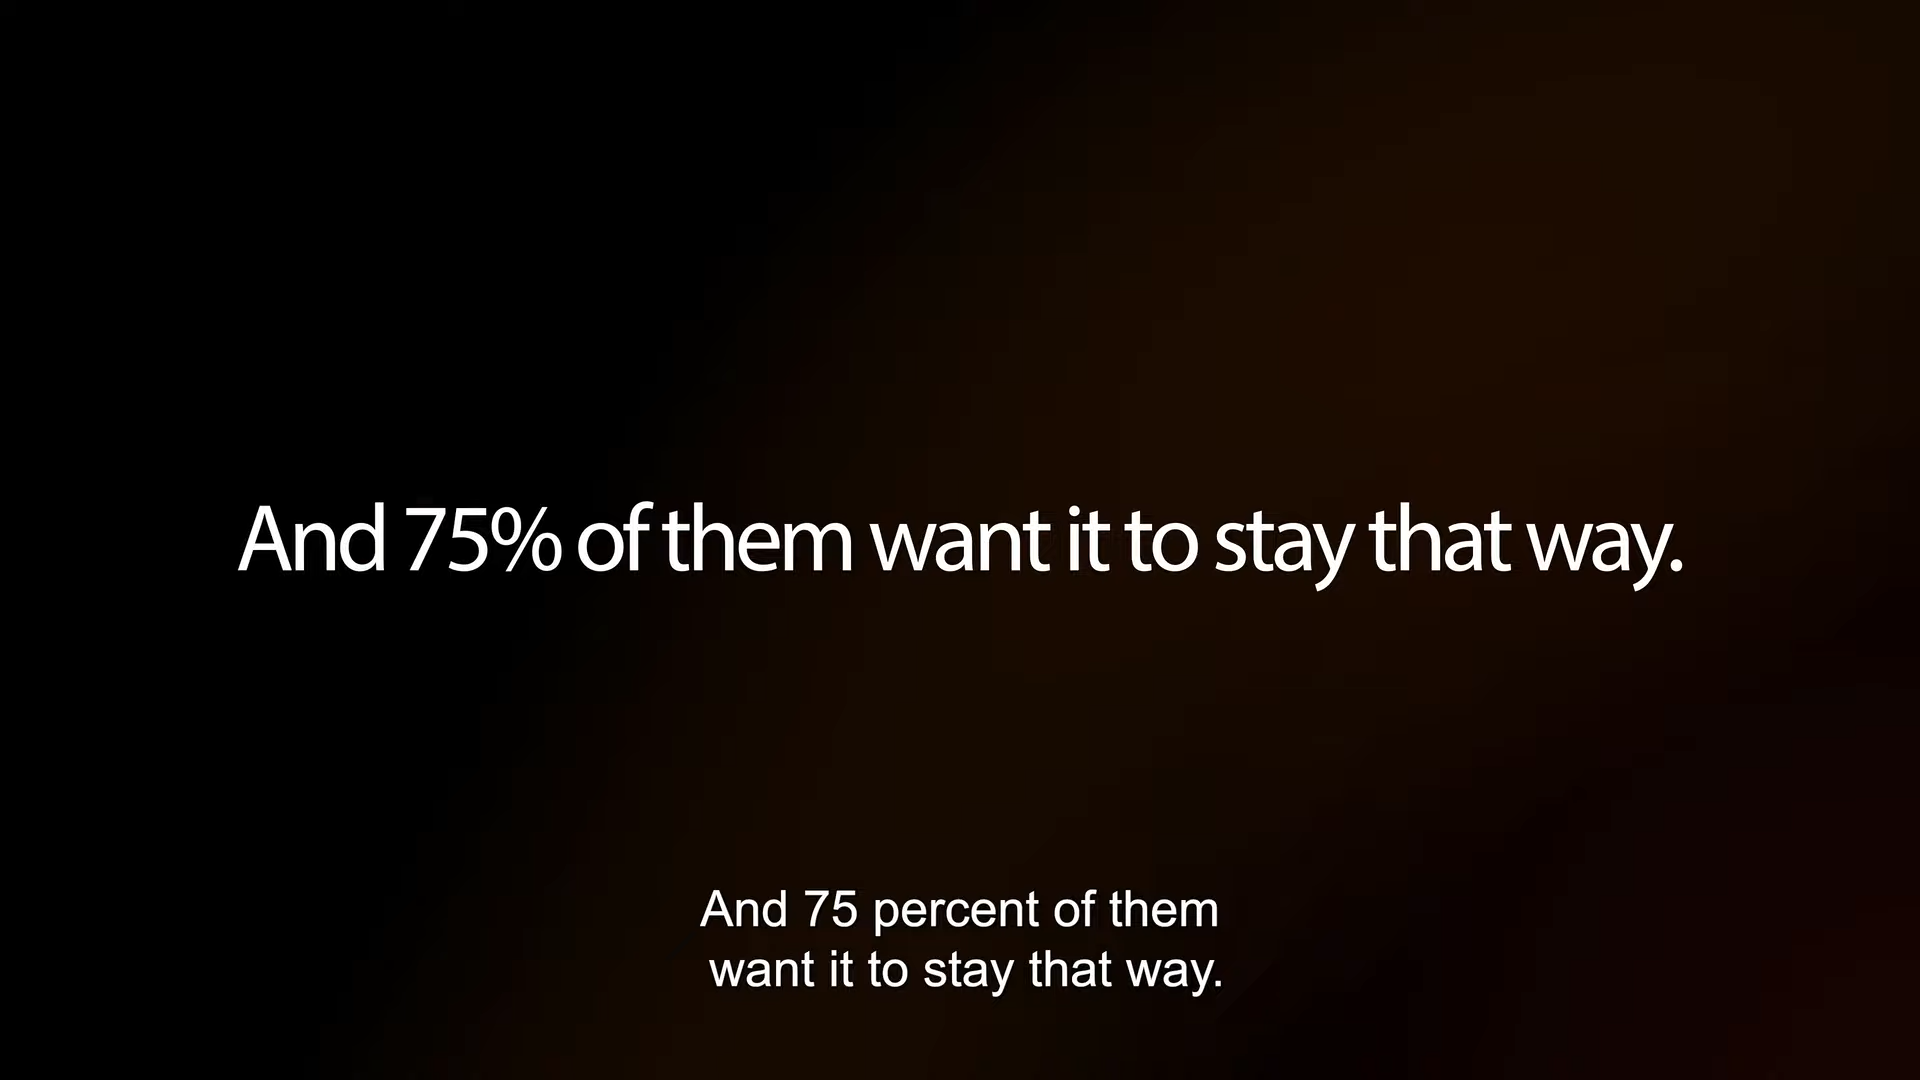 And 75% of them want it to stay that way.
And 75 percent of them
want it to stay that way.